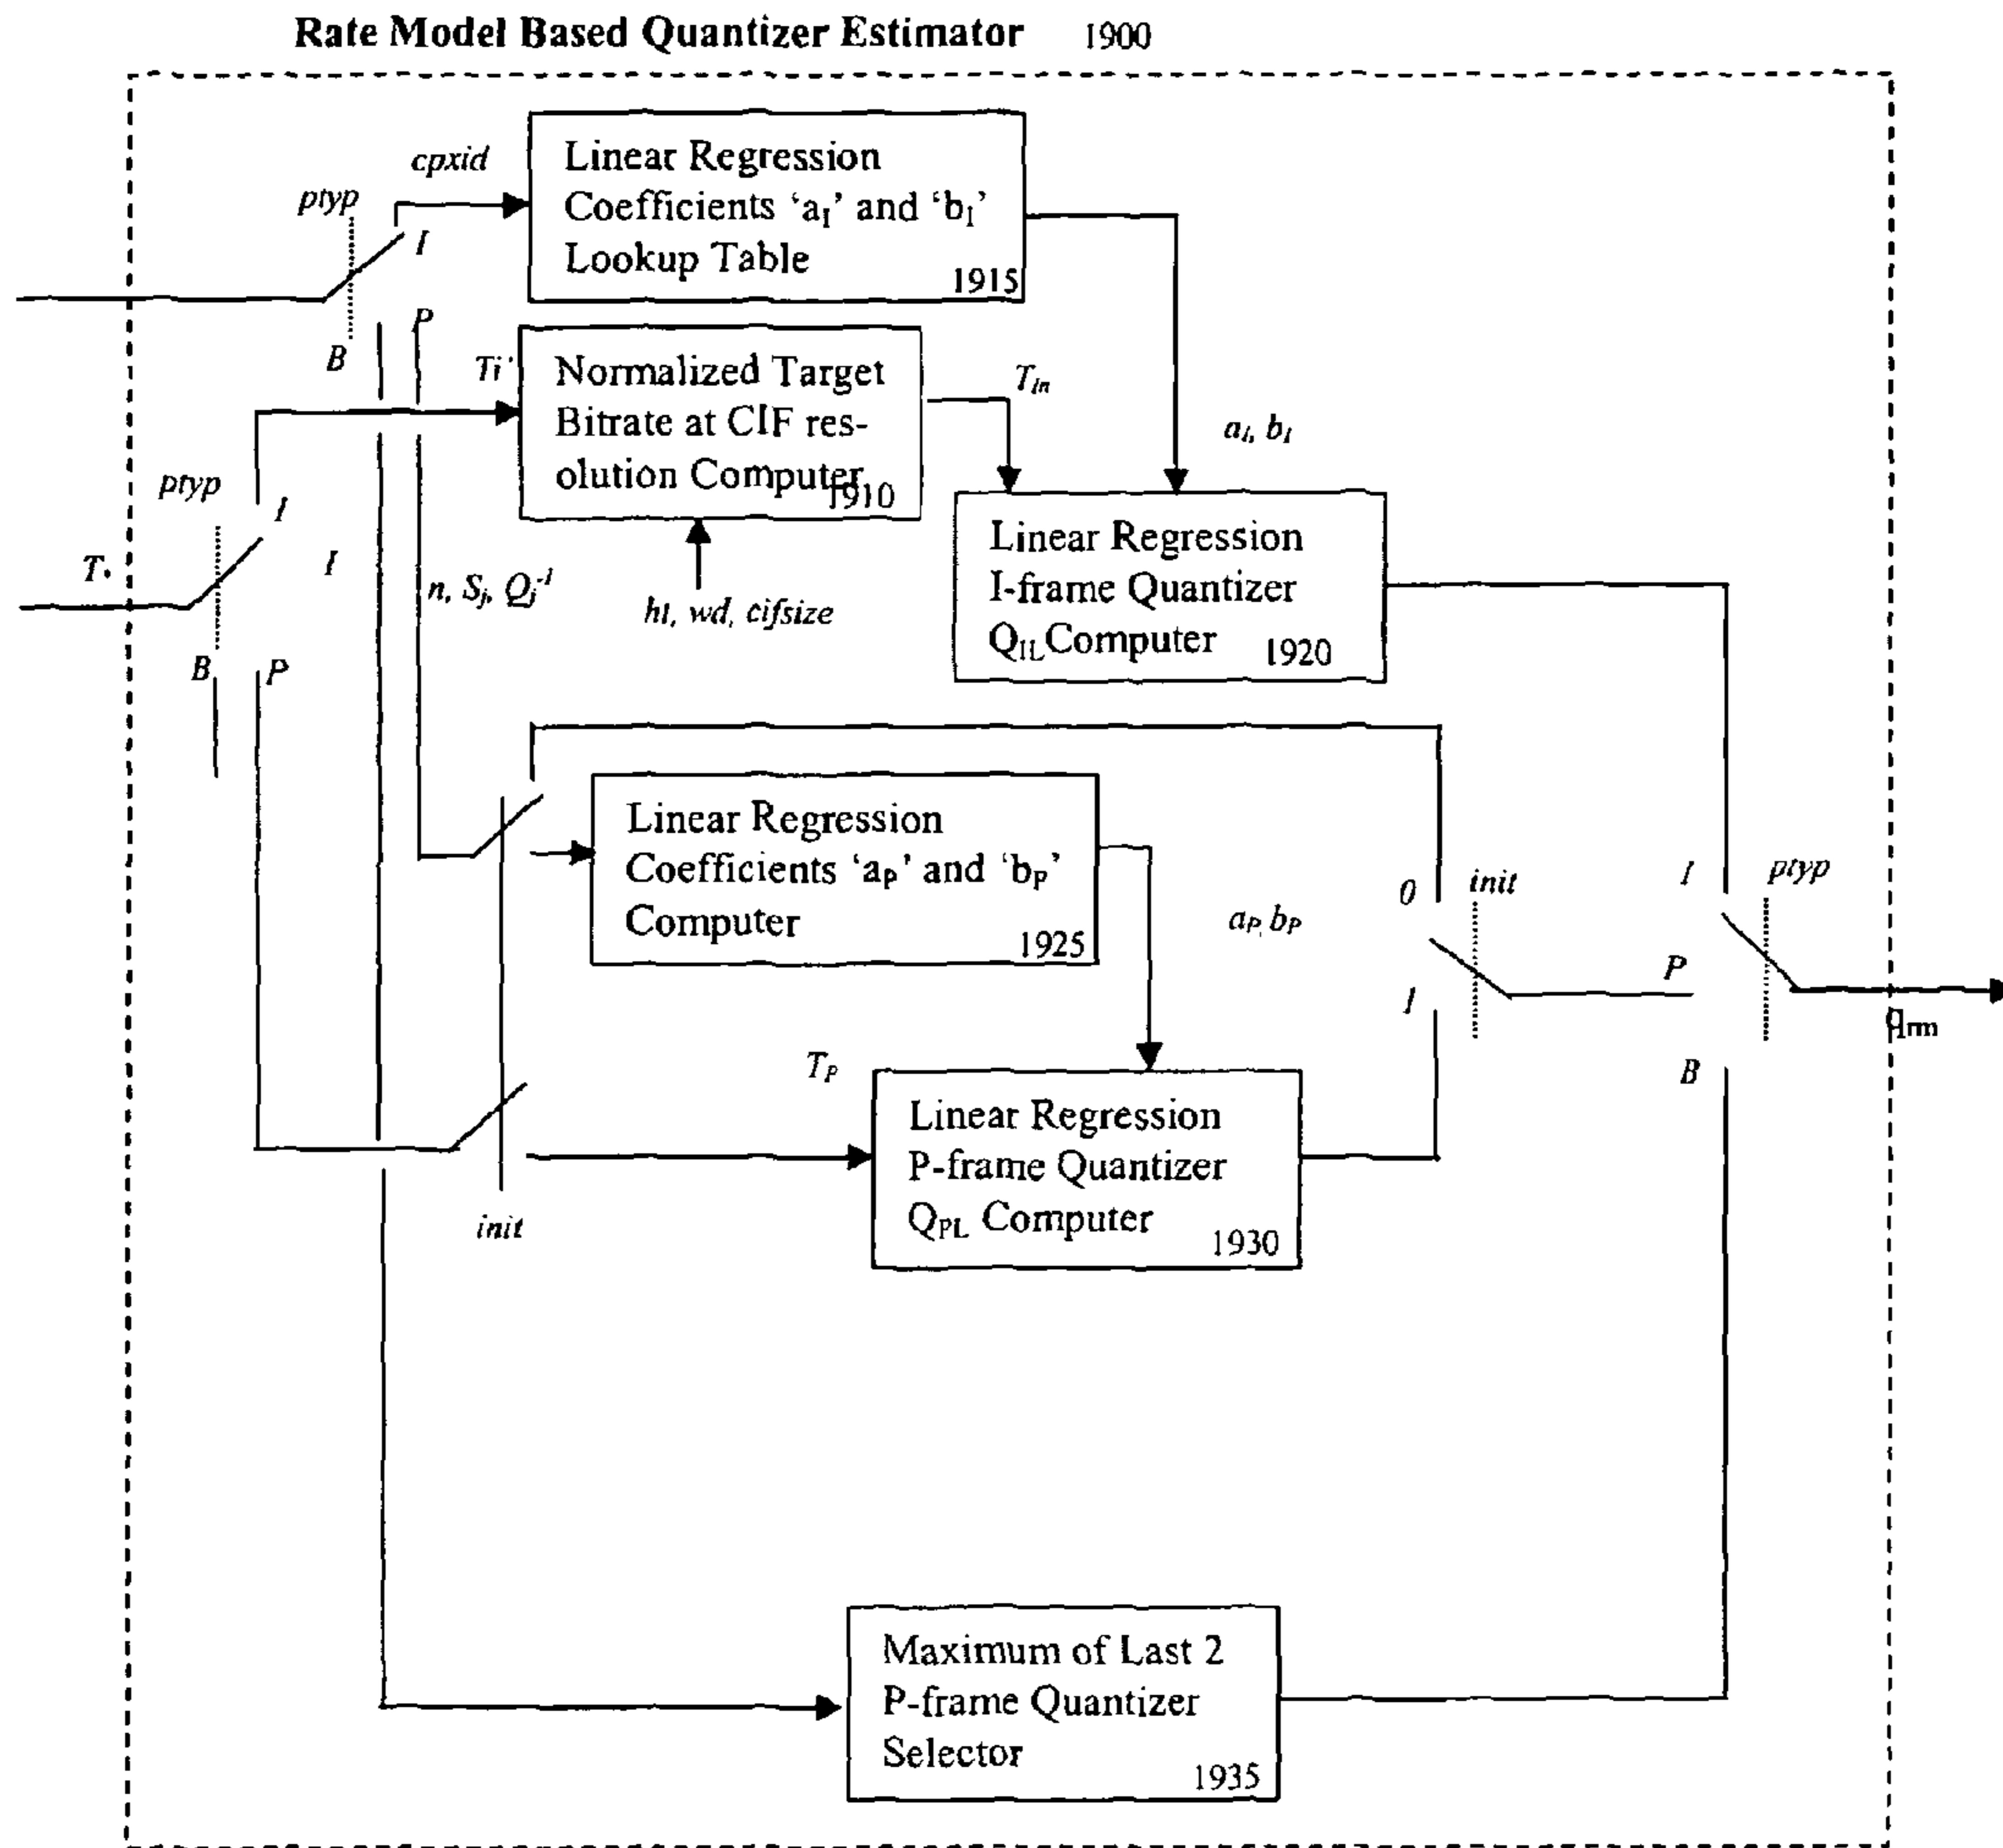 Rate Model Based Quantizer Estimator 1900
cpxid
Linear Regression
Coefficients ‘aI’ and ‘bI’
Lookup Table
1915
ptyp
I
P
B
Ti'
Normalized Target
Bitrate at CIF res-
olution Computer
1910
TIn
aI, bI
ptyp
I
T.
I
n, Sj, Qj-1
ht, wd, cifsize
Linear Regression
I-frame Quantizer
QIL Computer
1920
B
P
Linear Regression
Coefficients ‘aP’ and ‘bP’
Computer
1925
aP, bP
0
init
1
I
ptyp
P
B
qrm
TP
init
Linear Regression
P-frame Quantizer
QPL Computer
1930
Maximum of Last 2
P-frame Quantizer
Selector
1935